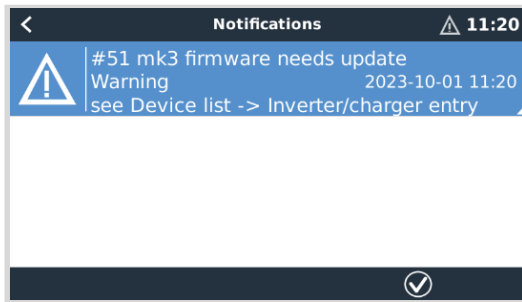 Notifications
11:20
#51 mk3 firmware needs update
Warning
2023-10-01 11:20
see Device list -> Inverter/charger entry